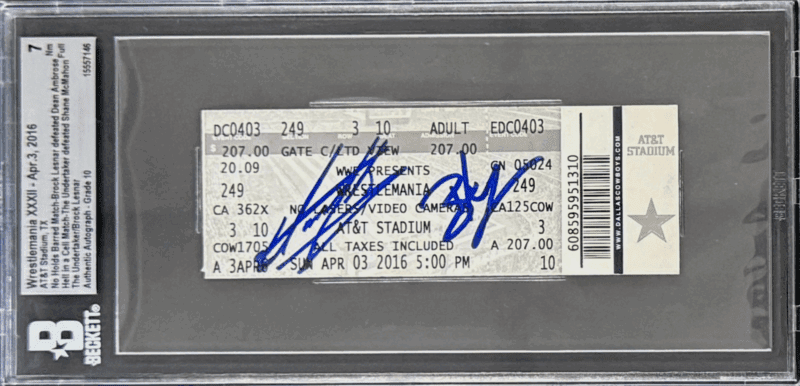 7
Nm
Full
15557146
Wrestlemania XXXII - Apr. 3, 2016
AT&T Stadium, TX
No Holds Barred Match-Brock Lesnar defeated Dean Ambrose
Hell in a Cell Match-The Undertaker defeated Shane McMahon
The Undertaker/Brock Lesnar
Authentic Autograph - Grade 10
B
BECKETT
DC0403 249 3 10 ADULT EDC0403
207.00 GATE C/LTD VIEW 207.00
20.09 WWE PRESENTS CN 05024
249 WRESTLEMANIA 249
CA 362X NO LASERS/VIDEO CAMERAS LA125COW
3 10 AT&T STADIUM 3
COW1705 ALL TAXES INCLUDED A 207.00
A 3APR6 SUN APR 03 2016 5:00 PM 10
608595951310
WWW.DALLASCOWBOYS.COM
AT&T
STADIUM
BECKETT